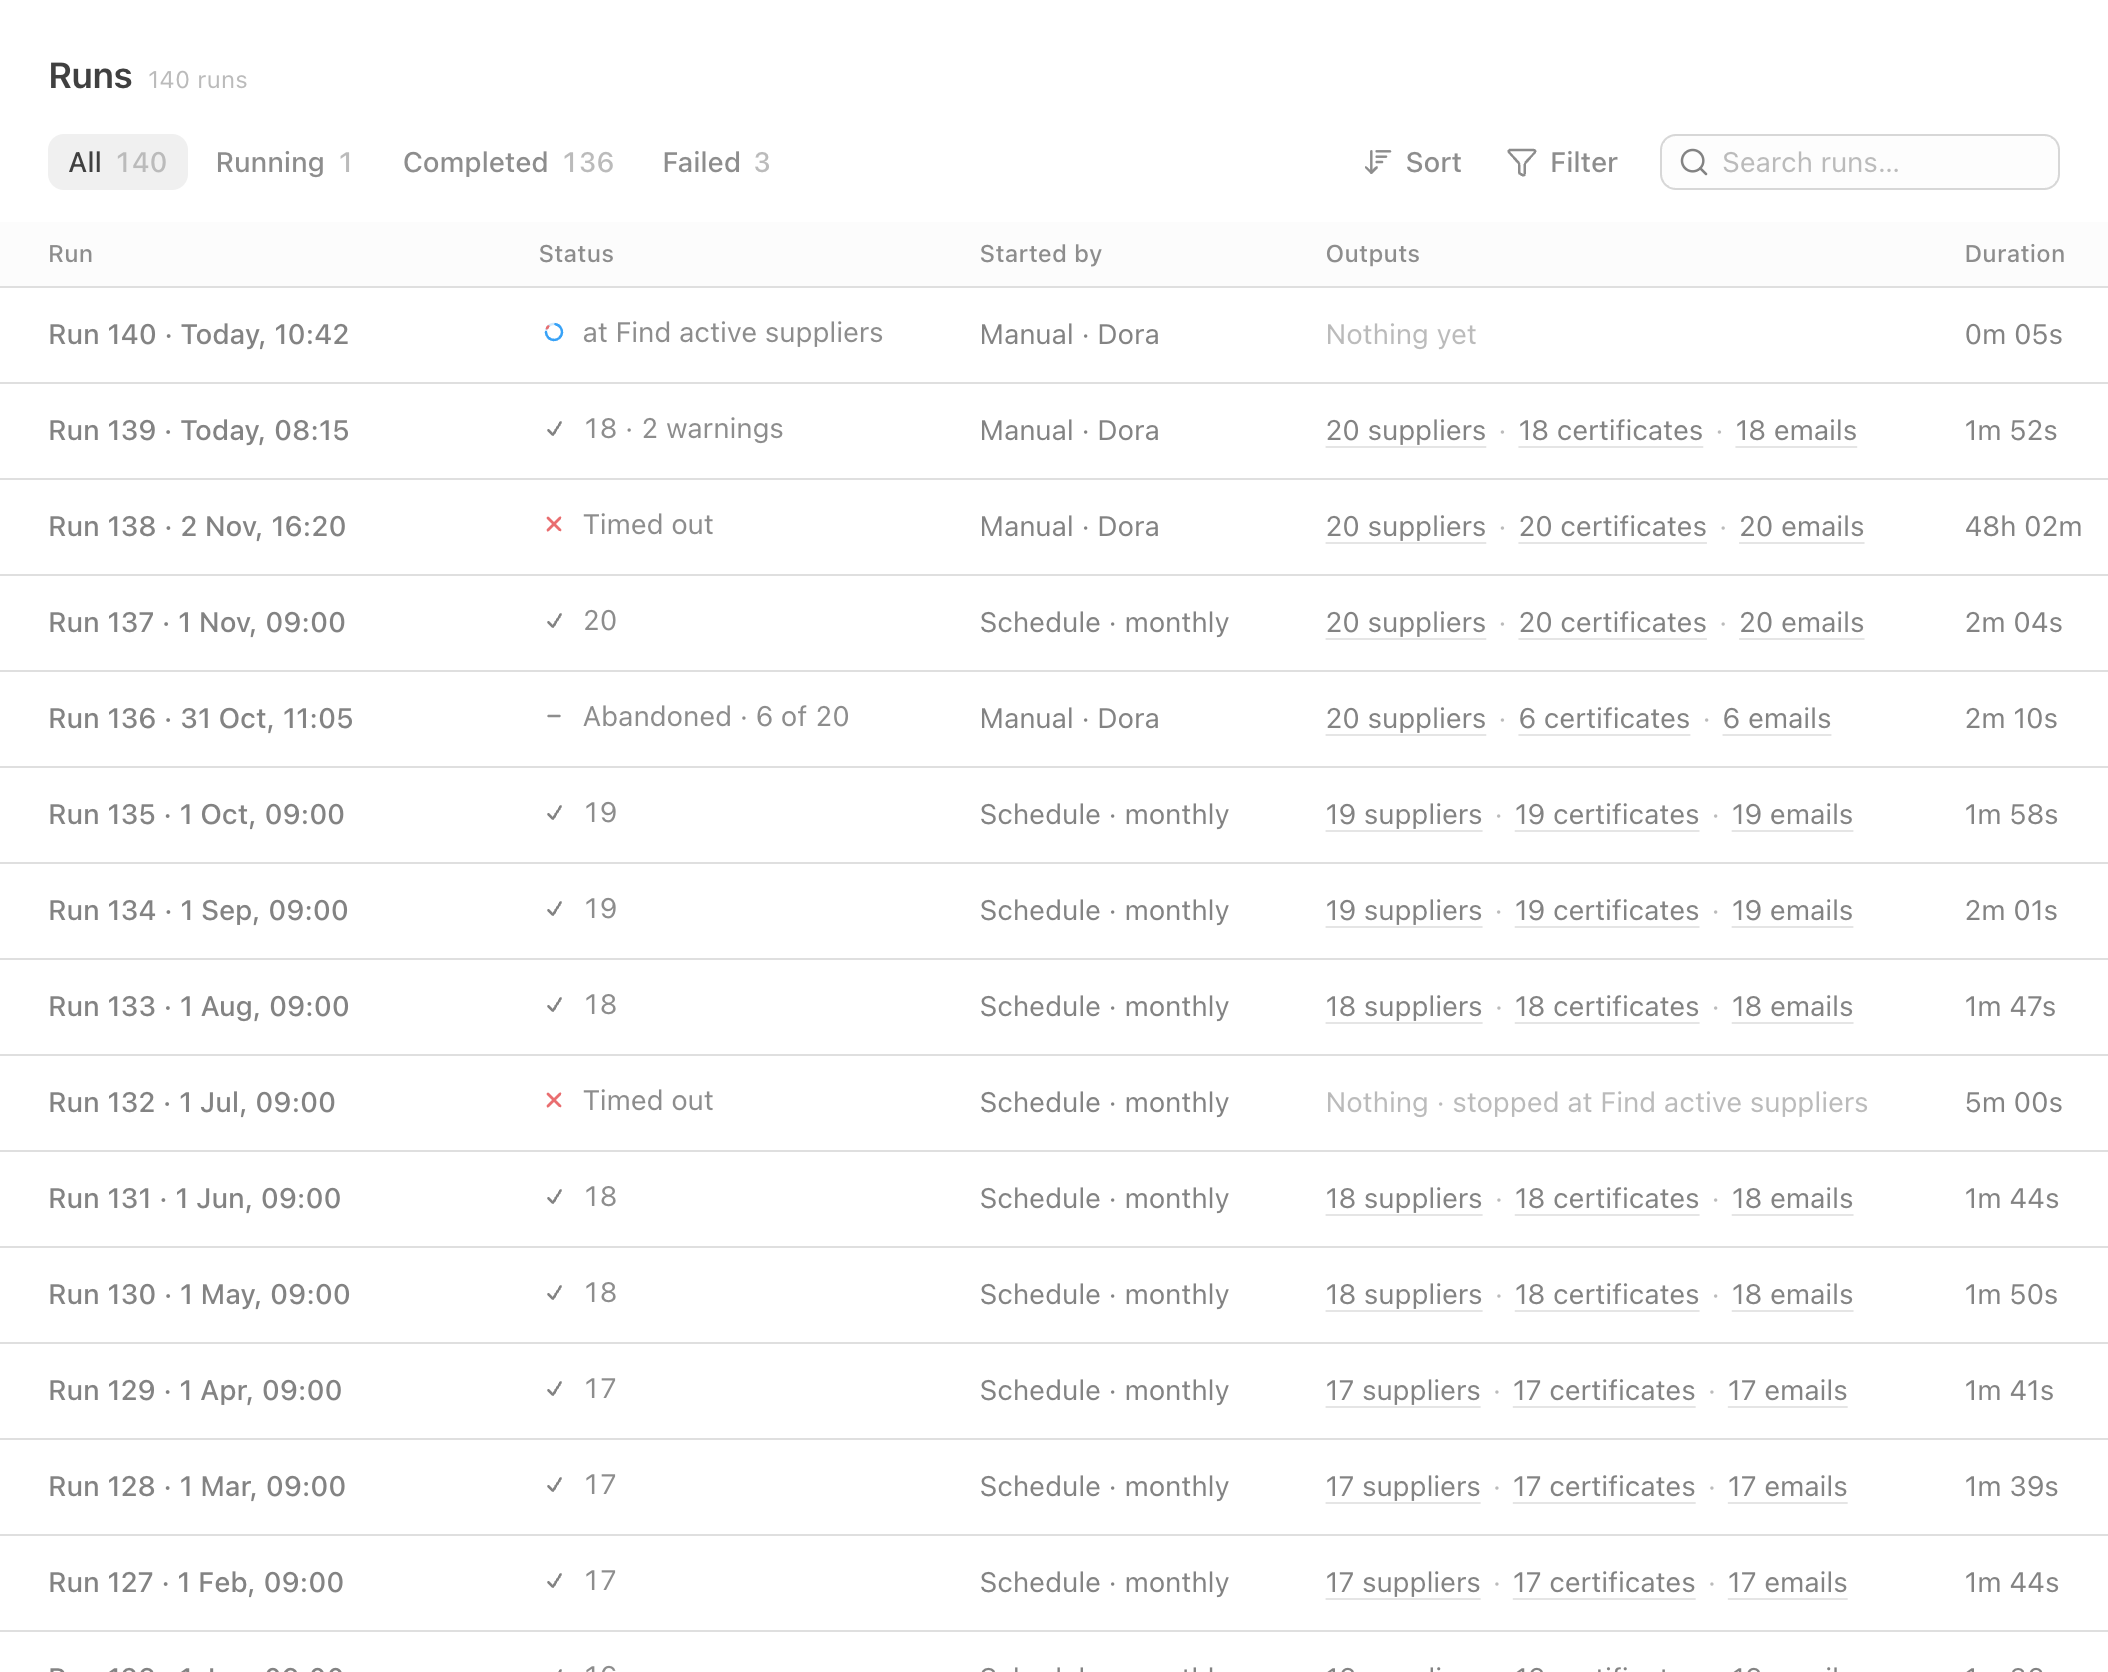 Runs 140 runs
All 140 Running 1 Completed 136 Failed 3 Sort Filter Search runs...
Run Status Started by Outputs Duration
Run 140 · Today, 10:42 at Find active suppliers Manual · Dora Nothing yet 0m 05s
Run 139 · Today, 08:15 18 · 2 warnings Manual · Dora 20 suppliers · 18 certificates · 18 emails 1m 52s
Run 138 · 2 Nov, 16:20 Timed out Manual · Dora 20 suppliers · 20 certificates · 20 emails 48h 02m
Run 137 · 1 Nov, 09:00 20 Schedule · monthly 20 suppliers · 20 certificates · 20 emails 2m 04s
Run 136 · 31 Oct, 11:05 Abandoned · 6 of 20 Manual · Dora 20 suppliers · 6 certificates · 6 emails 2m 10s
Run 135 · 1 Oct, 09:00 19 Schedule · monthly 19 suppliers · 19 certificates · 19 emails 1m 58s
Run 134 · 1 Sep, 09:00 19 Schedule · monthly 19 suppliers · 19 certificates · 19 emails 2m 01s
Run 133 · 1 Aug, 09:00 18 Schedule · monthly 18 suppliers · 18 certificates · 18 emails 1m 47s
Run 132 · 1 Jul, 09:00 Timed out Schedule · monthly Nothing · stopped at Find active suppliers 5m 00s
Run 131 · 1 Jun, 09:00 18 Schedule · monthly 18 suppliers · 18 certificates · 18 emails 1m 44s
Run 130 · 1 May, 09:00 18 Schedule · monthly 18 suppliers · 18 certificates · 18 emails 1m 50s
Run 129 · 1 Apr, 09:00 17 Schedule · monthly 17 suppliers · 17 certificates · 17 emails 1m 41s
Run 128 · 1 Mar, 09:00 17 Schedule · monthly 17 suppliers · 17 certificates · 17 emails 1m 39s
Run 127 · 1 Feb, 09:00 17 Schedule · monthly 17 suppliers · 17 certificates · 17 emails 1m 44s